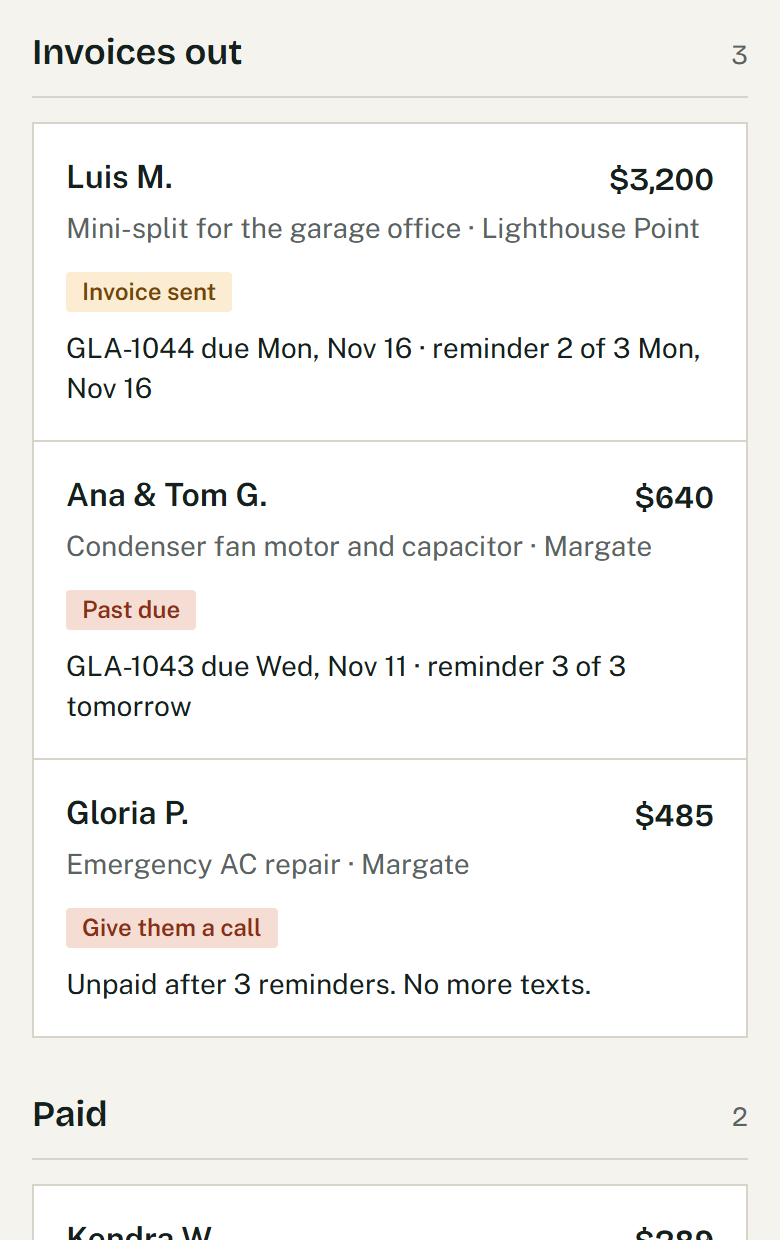 Invoices out
3
Luis M.
$3,200
Mini-split for the garage office · Lighthouse Point
Invoice sent
GLA-1044 due Mon, Nov 16 · reminder 2 of 3 Mon,
Nov 16
Ana & Tom G.
$640
Condenser fan motor and capacitor · Margate
Past due
GLA-1043 due Wed, Nov 11 · reminder 3 of 3
tomorrow
Gloria P.
$485
Emergency AC repair · Margate
Give them a call
Unpaid after 3 reminders. No more texts.
Paid
2
Kendra W.
$289